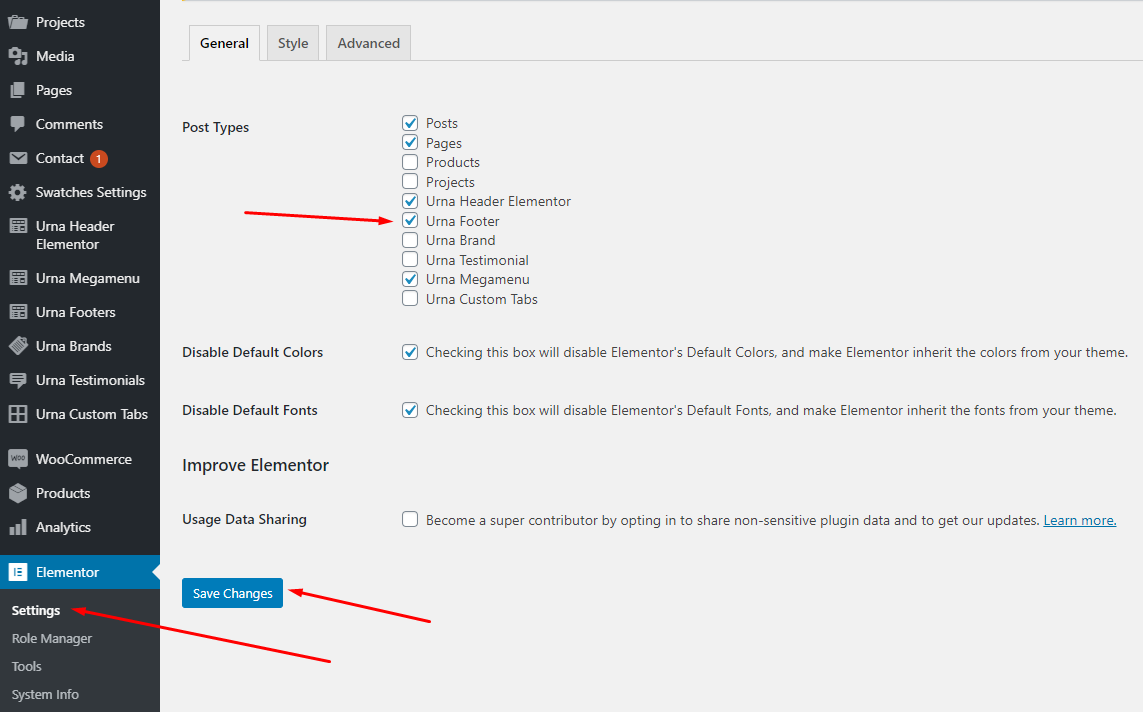 Projects
Media
Pages
Comments
Contact 1
Swatches Settings
Urna Header
Elementor
Urna Megamenu
Urna Footers
Urna Brands
Urna Testimonials
Urna Custom Tabs
WOO WooCommerce
Products
Analytics
Elementor
Settings
Role Manager
Tools
System Info
General Style Advanced
Post Types
Posts
Pages
Products
Projects
Urna Header Elementor
Urna Footer
Urna Brand
Urna Testimonial
Urna Megamenu
Urna Custom Tabs
Disable Default Colors Checking this box will disable Elementor's Default Colors, and make Elementor inherit the colors from your theme.
Disable Default Fonts Checking this box will disable Elementor's Default Fonts, and make Elementor inherit the fonts from your theme.
Improve Elementor
Usage Data Sharing Become a super contributor by opting in to share non-sensitive plugin data and to get our updates. Learn more.
Save Changes